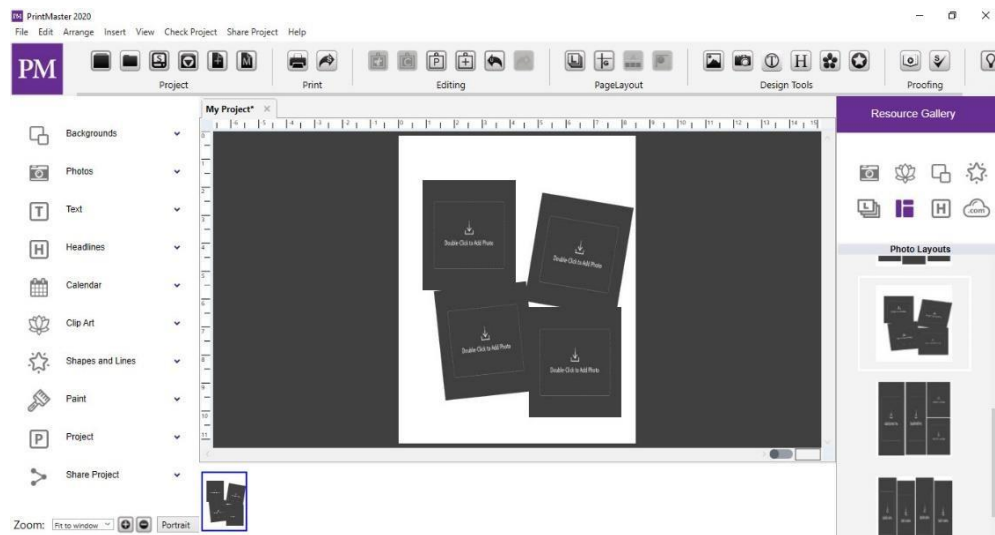 PM PrintMaster 2020
File Edit Arrange Insert View Check Project Share Project Help
PM
Project Print Editing PageLayout Design Tools Proofing
My Project*
Resource Gallery
Backgrounds
Photos
Text
Headlines
Calendar
Clip Art
Shapes and Lines
Paint
Project
Share Project
Double-Click to Add Photo
Double-Click to Add Photo
Double-Click to Add Photo
Double-Click to Add Photo
.com
Photo Layouts
Zoom: Fit to window Portrait